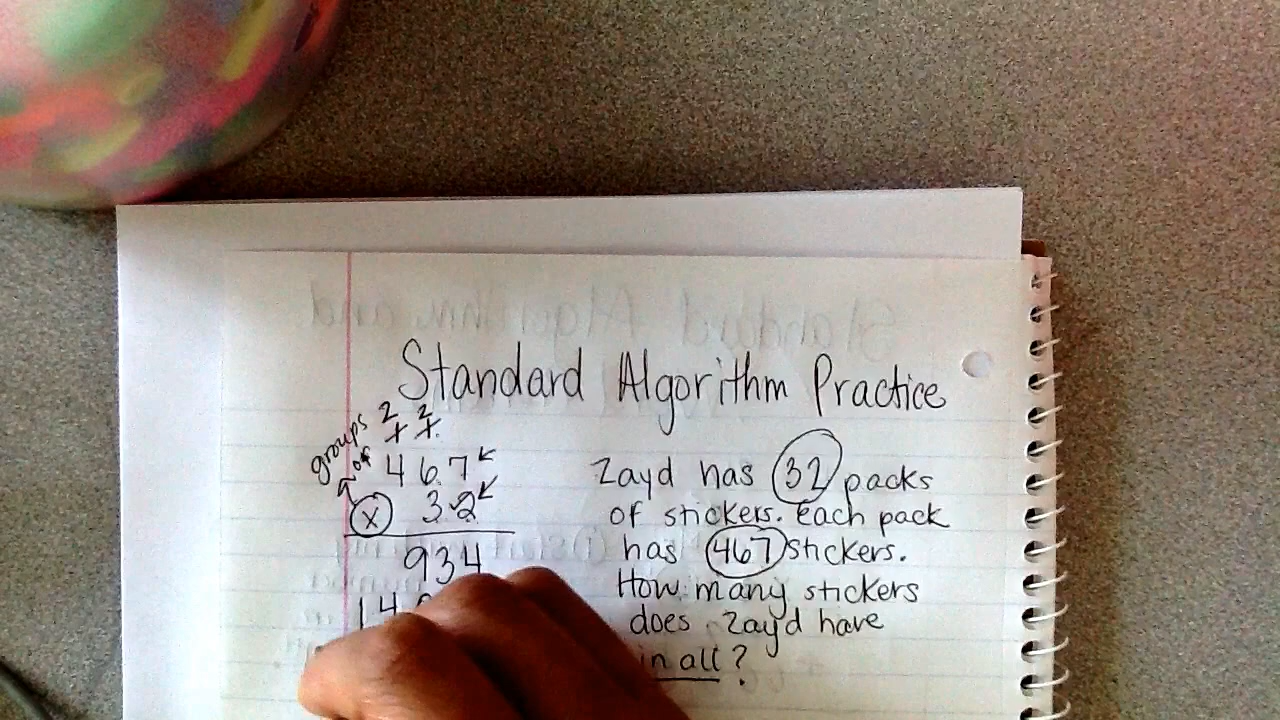 Standard Algorithm Practice
groups of
2 2
1 1
467
x 32
934
14
Zayd has 32 packs
of stickers. Each pack
has 467 stickers.
How many stickers
does Zayd have
in all?